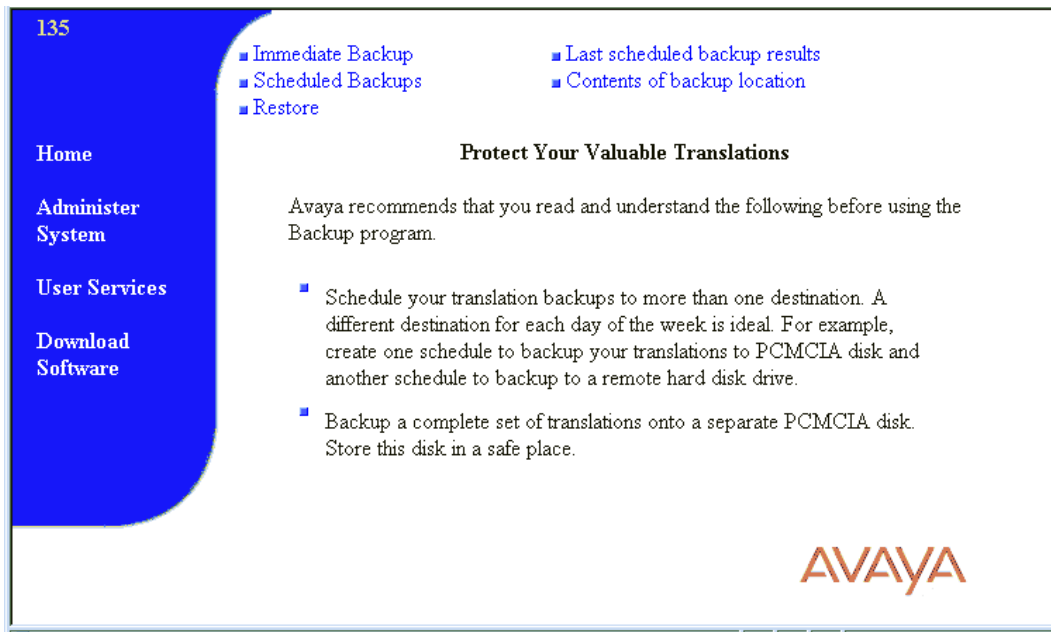 135
Immediate Backup
Last scheduled backup results
Scheduled Backups
Contents of backup location
Restore
Home
Administer
System
User Services
Download
Software
Protect Your Valuable Translations
Avaya recommends that you read and understand the following before using the
Backup program.
Schedule your translation backups to more than one destination. A
different destination for each day of the week is ideal. For example,
create one schedule to backup your translations to PCMCIA disk and
another schedule to backup to a remote hard disk drive.
Backup a complete set of translations onto a separate PCMCIA disk.
Store this disk in a safe place.
AVAYA